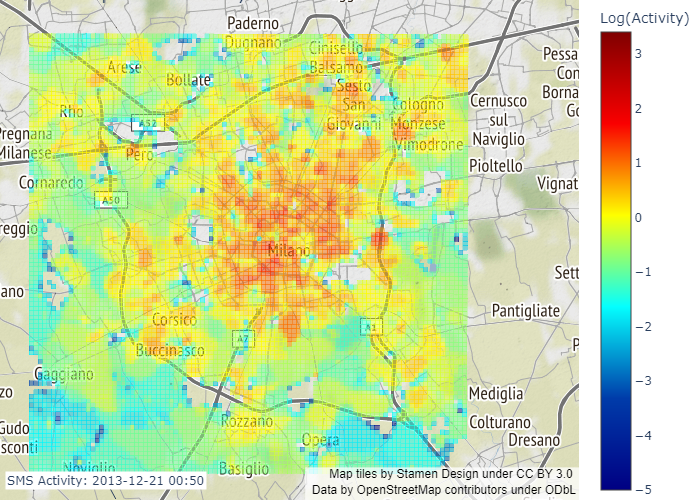 Log(Activity)
Paderno
Dugnano
Cinisello
Balsamo
Arese
Bollate
Sesto
San
Giovanni
Cologno
Monzese
Vimodrone
Cernusco
sul
Naviglio
Pioltello
Pessa
Con
Borna
Go
Rho
A52
Pero
Pregnana
Milanese
Cornaredo
A50
Vignat
reggio
Milano
Sett
ano
Pantigliate
Corsico
A7
A1
Buccinasco
P
Gaggiano
zo
Mediglia
Rozzano
Colturano
Gudo
sconti
Opera
Dresano
Noviglio
Basiglio
SMS Activity: 2013-12-21 00:50
Map tiles by Stamen Design under CC BY 3.0
Data by OpenStreetMap contributors under ODbL
3
2
1
0
−1
−2
−3
−4
−5